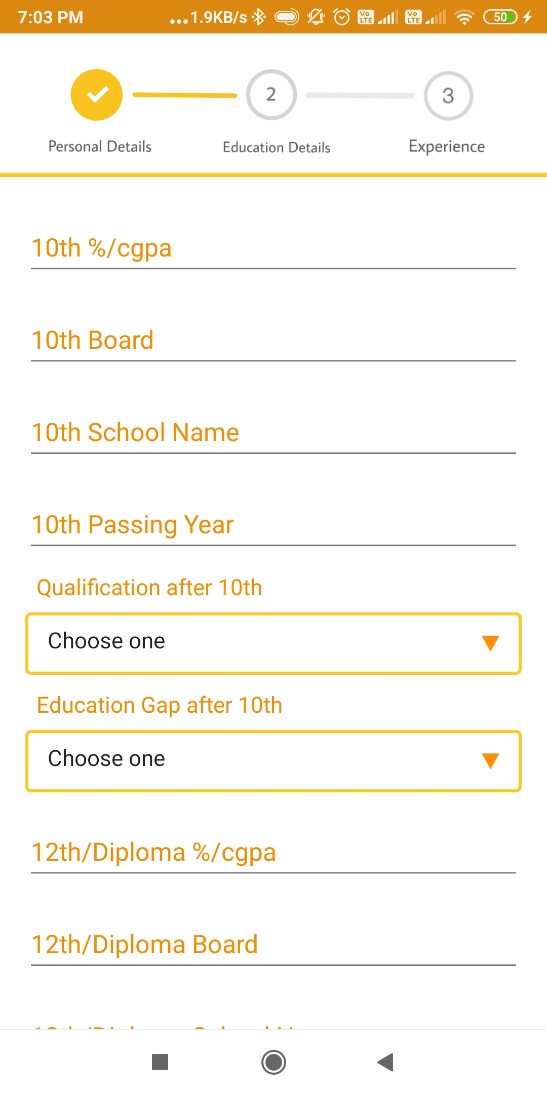 7:03 PM ...1.9KB/s Vo LTE Vo LTE 50
2 3
Personal Details Education Details Experience
10th %/cgpa
10th Board
10th School Name
10th Passing Year
Qualification after 10th
Choose one
Education Gap after 10th
Choose one
12th/Diploma %/cgpa
12th/Diploma Board